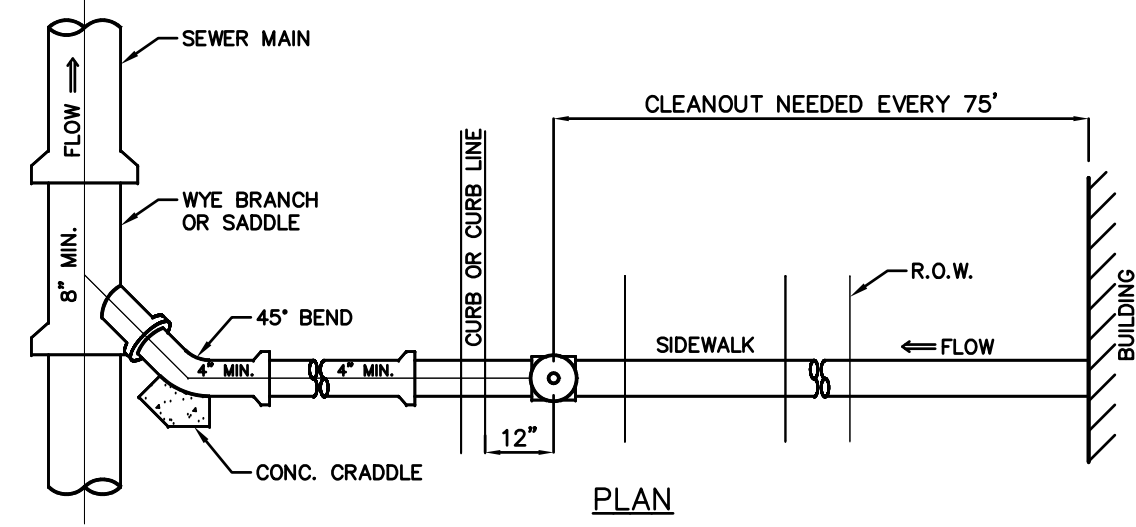 SEWER MAIN
FLOW
CLEANOUT NEEDED EVERY 75'
WYE BRANCH
OR SADDLE
8" MIN.
CURB OR CURB LINE
R.O.W.
45° BEND
SIDEWALK
FLOW
BUILDING
4" MIN.
4" MIN.
12"
CONC. CRADDLE
PLAN